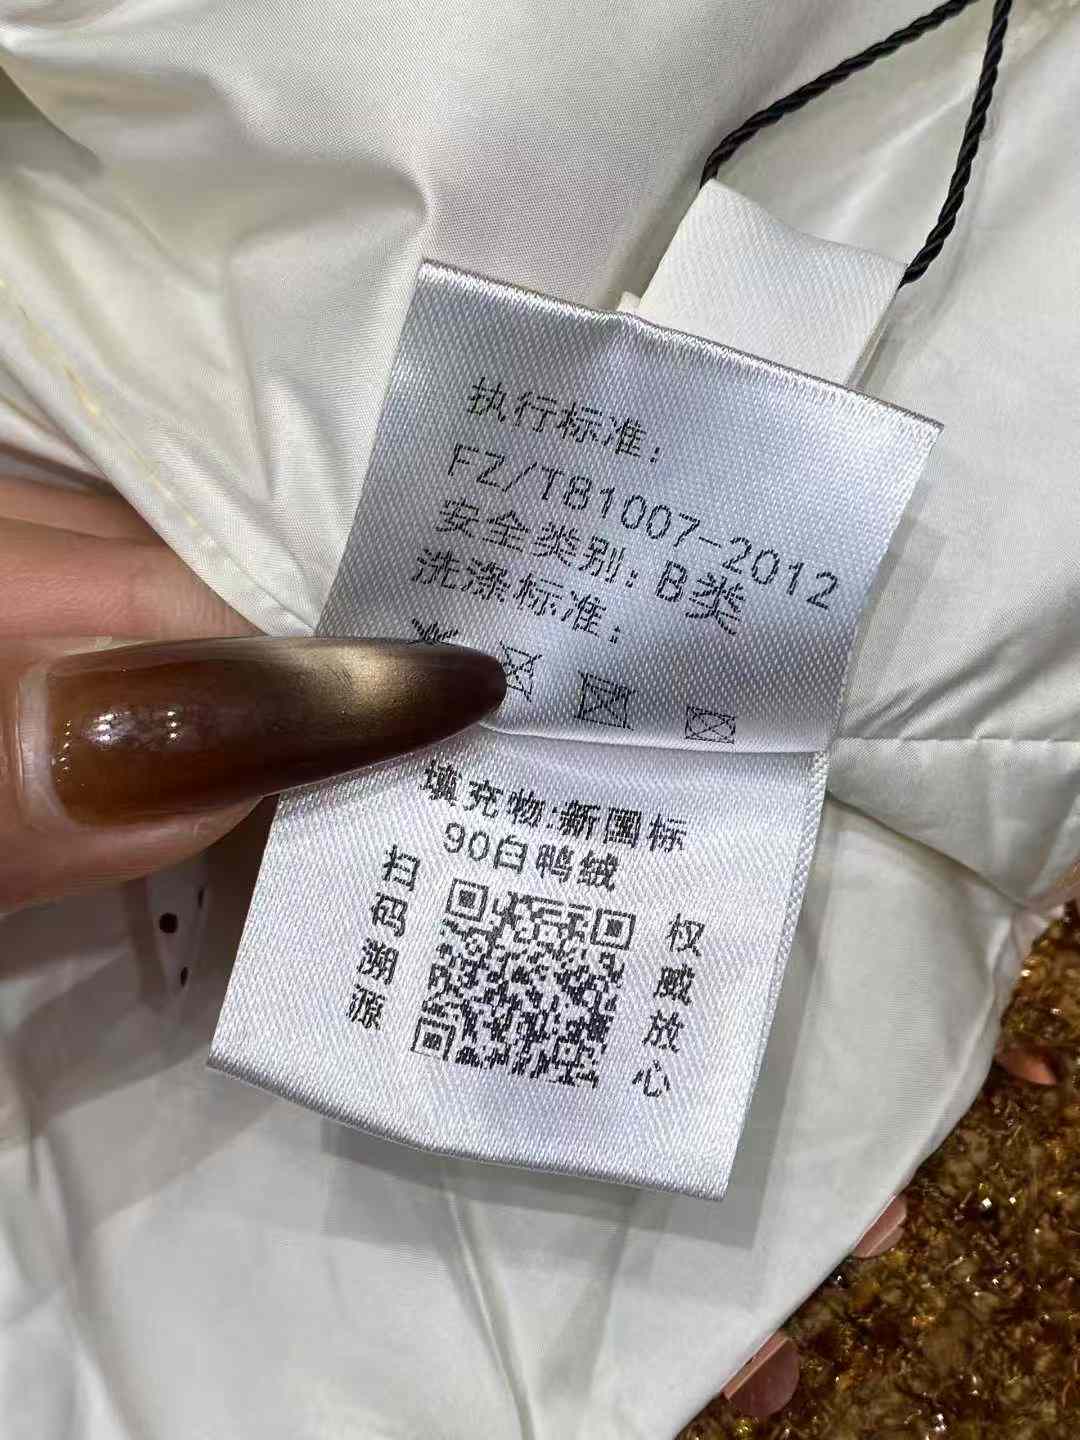 执行标准：
FZ/T81007-2012
安全类别：B类
洗涤标准：
填充物:新国标
90白鸭绒
扫码溯源
权威放心